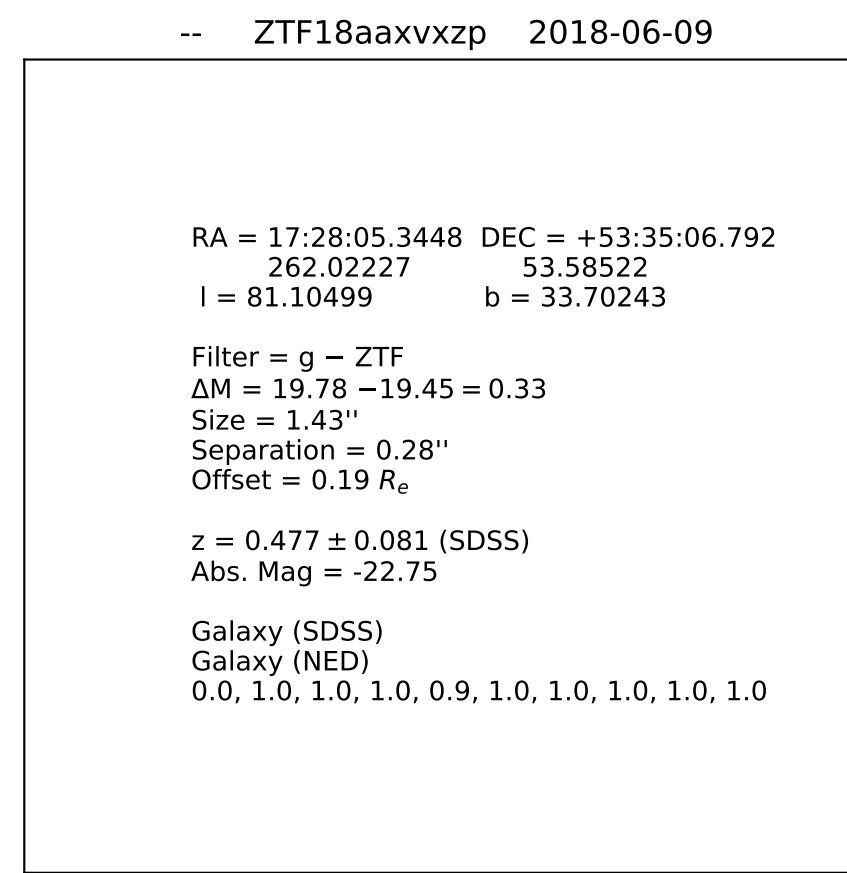 -- ZTF18aaxvxzp 2018-06-09
RA = 17:28:05.3448 DEC = +53:35:06.792
262.02227 53.58522
l = 81.10499 b = 33.70243
Filter = g − ZTF
ΔM = 19.78 −19.45 = 0.33
Size = 1.43''
Separation = 0.28''
Offset = 0.19 Re
z = 0.477 ± 0.081 (SDSS)
Abs. Mag = -22.75
Galaxy (SDSS)
Galaxy (NED)
0.0, 1.0, 1.0, 1.0, 0.9, 1.0, 1.0, 1.0, 1.0, 1.0